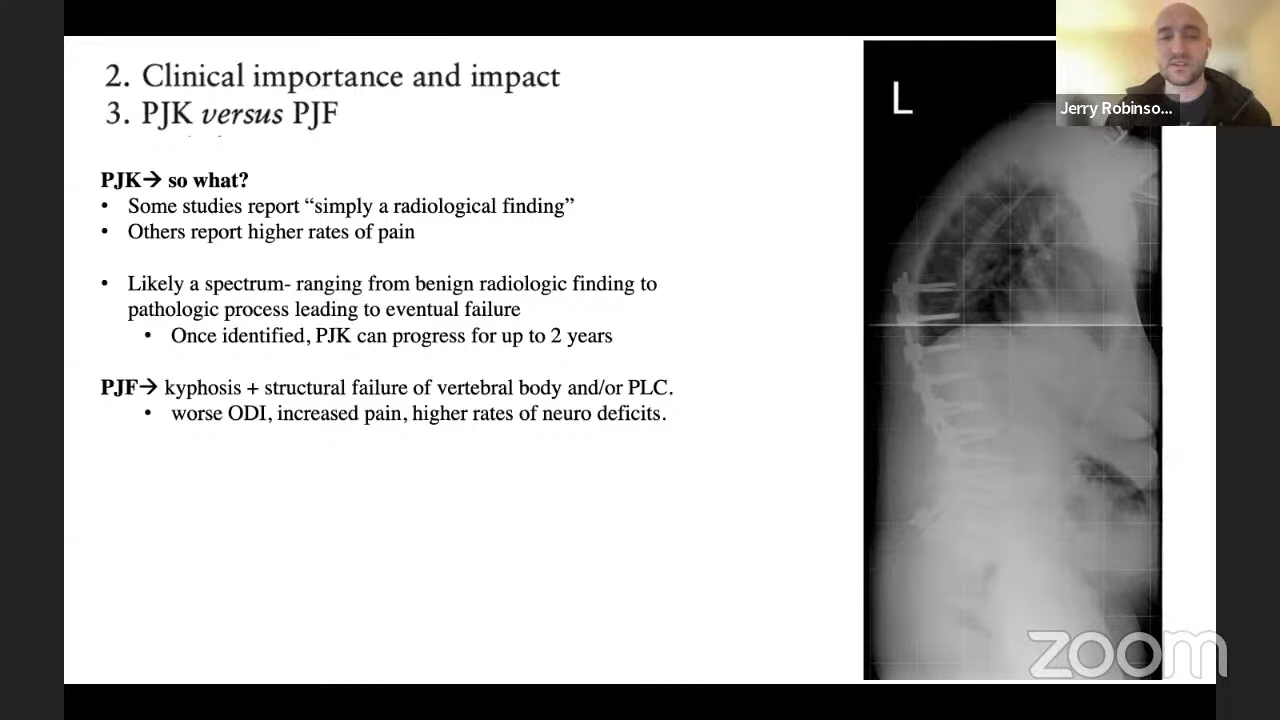 2. Clinical importance and impact
3. PJK versus PJF
PJK→ so what?
• Some studies report “simply a radiological finding”
• Others report higher rates of pain
• Likely a spectrum- ranging from benign radiologic finding to
pathologic process leading to eventual failure
• Once identified, PJK can progress for up to 2 years
PJF→ kyphosis + structural failure of vertebral body and/or PLC.
• worse ODI, increased pain, higher rates of neuro deficits.
L
Jerry Robinso...
zoom